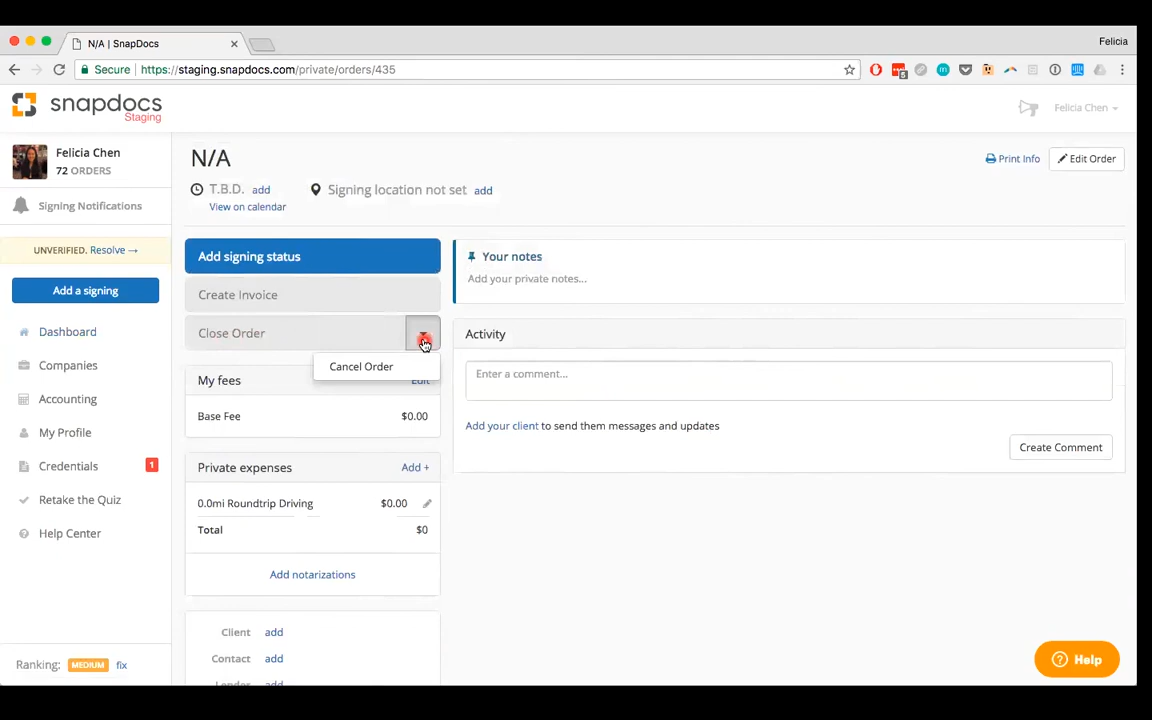 N/A | SnapDocs
Felicia
Secure https://staging.snapdocs.com/private/orders/435
5
snapdocs
Staging
Felicia Chen
Felicia Chen
72 ORDERS
Signing Notifications
UNVERIFIED. Resolve →
Add a signing
Dashboard
Companies
Accounting
My Profile
Credentials 1
Retake the Quiz
Help Center
Ranking: MEDIUM fix
N/A
Print Info
Edit Order
T.B.D. add
View on calendar
Signing location not set add
Add signing status
Create Invoice
Close Order
Cancel Order
My fees Edit
Base Fee $0.00
Private expenses Add +
0.0mi Roundtrip Driving $0.00
Total $0
Add notarizations
Client add
Contact add
Lender add
Your notes
Add your private notes...
Activity
Enter a comment...
Add your client to send them messages and updates
Create Comment
Help